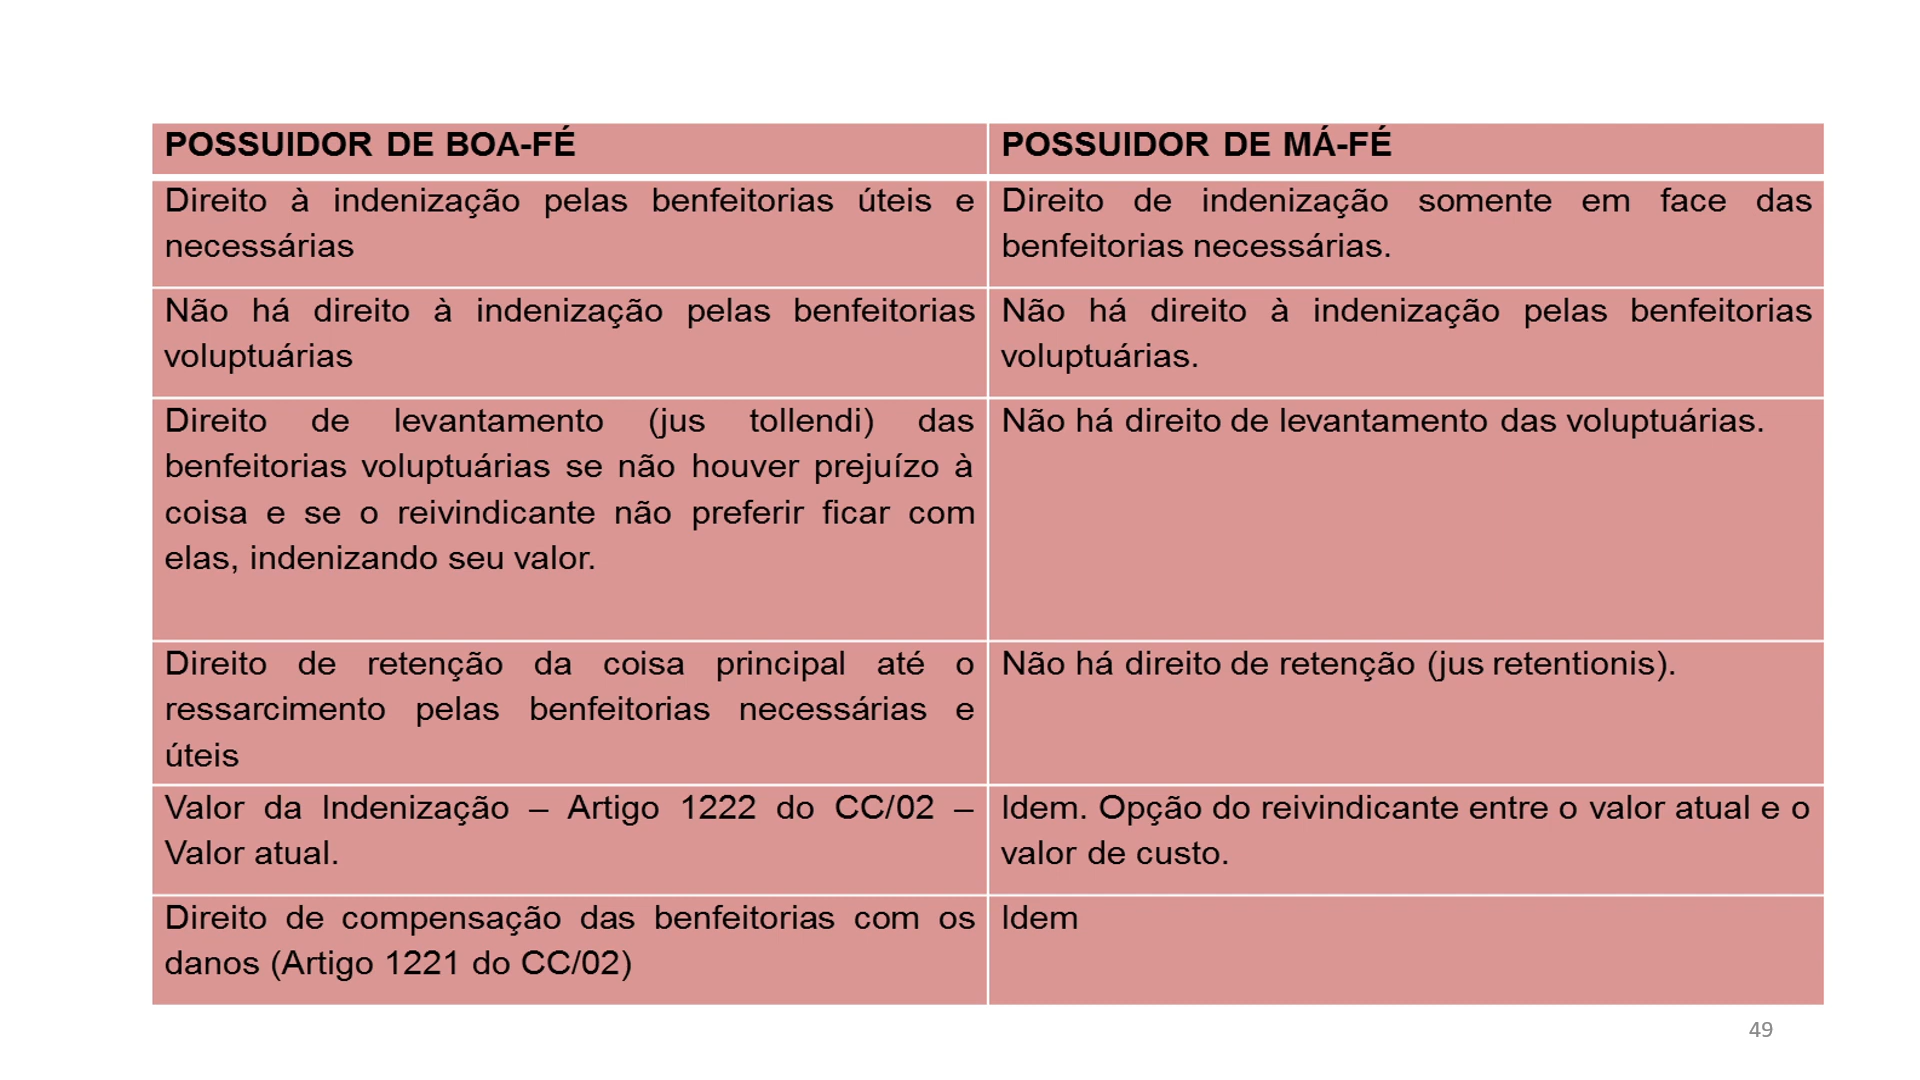 POSSUIDOR DE BOA-FÉ
POSSUIDOR DE MÁ-FÉ
Direito à indenização pelas benfeitorias úteis e
necessárias
Direito de indenização somente em face das
benfeitorias necessárias.
Não há direito à indenização pelas benfeitorias
voluptuárias
Não há direito à indenização pelas benfeitorias
voluptuárias.
Direito de levantamento (jus tollendi) das
benfeitorias voluptuárias se não houver prejuízo à
coisa e se o reivindicante não preferir ficar com
elas, indenizando seu valor.
Não há direito de levantamento das voluptuárias.
Direito de retenção da coisa principal até o
ressarcimento pelas benfeitorias necessárias e
úteis
Não há direito de retenção (jus retentionis).
Valor da Indenização – Artigo 1222 do CC/02 –
Valor atual.
Idem. Opção do reivindicante entre o valor atual e o
valor de custo.
Direito de compensação das benfeitorias com os
danos (Artigo 1221 do CC/02)
Idem
49